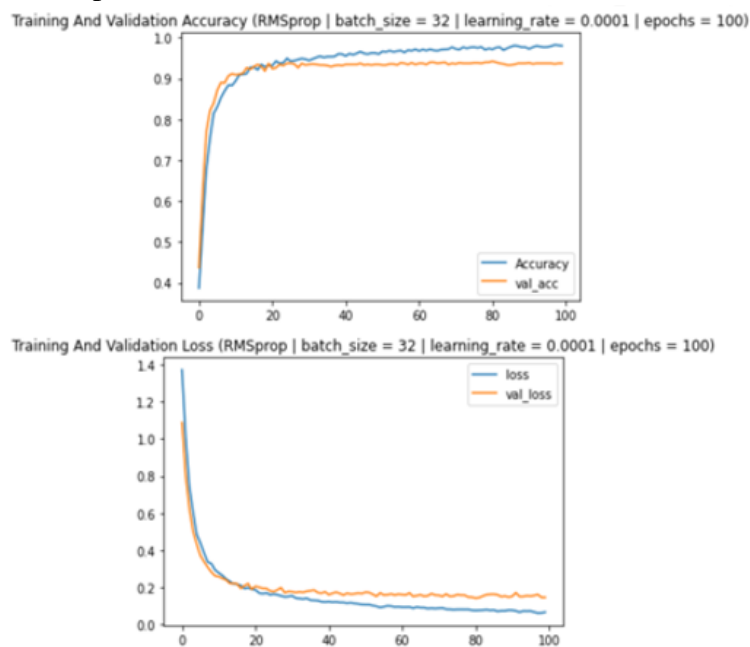 Training And Validation Accuracy (RMSprop | batch_size = 32 | learning_rate = 0.0001 | epochs = 100)
1.0
0.9
0.8
0.7
0.6
0.5
0.4
Accuracy
val_acc
0 20 40 60 80 100
Training And Validation Loss (RMSprop | batch_size = 32 | learning_rate = 0.0001 | epochs = 100)
1.4
loss
val_loss
1.2
1.0
0.8
0.6
0.4
0.2
0.0
0 20 40 60 80 100